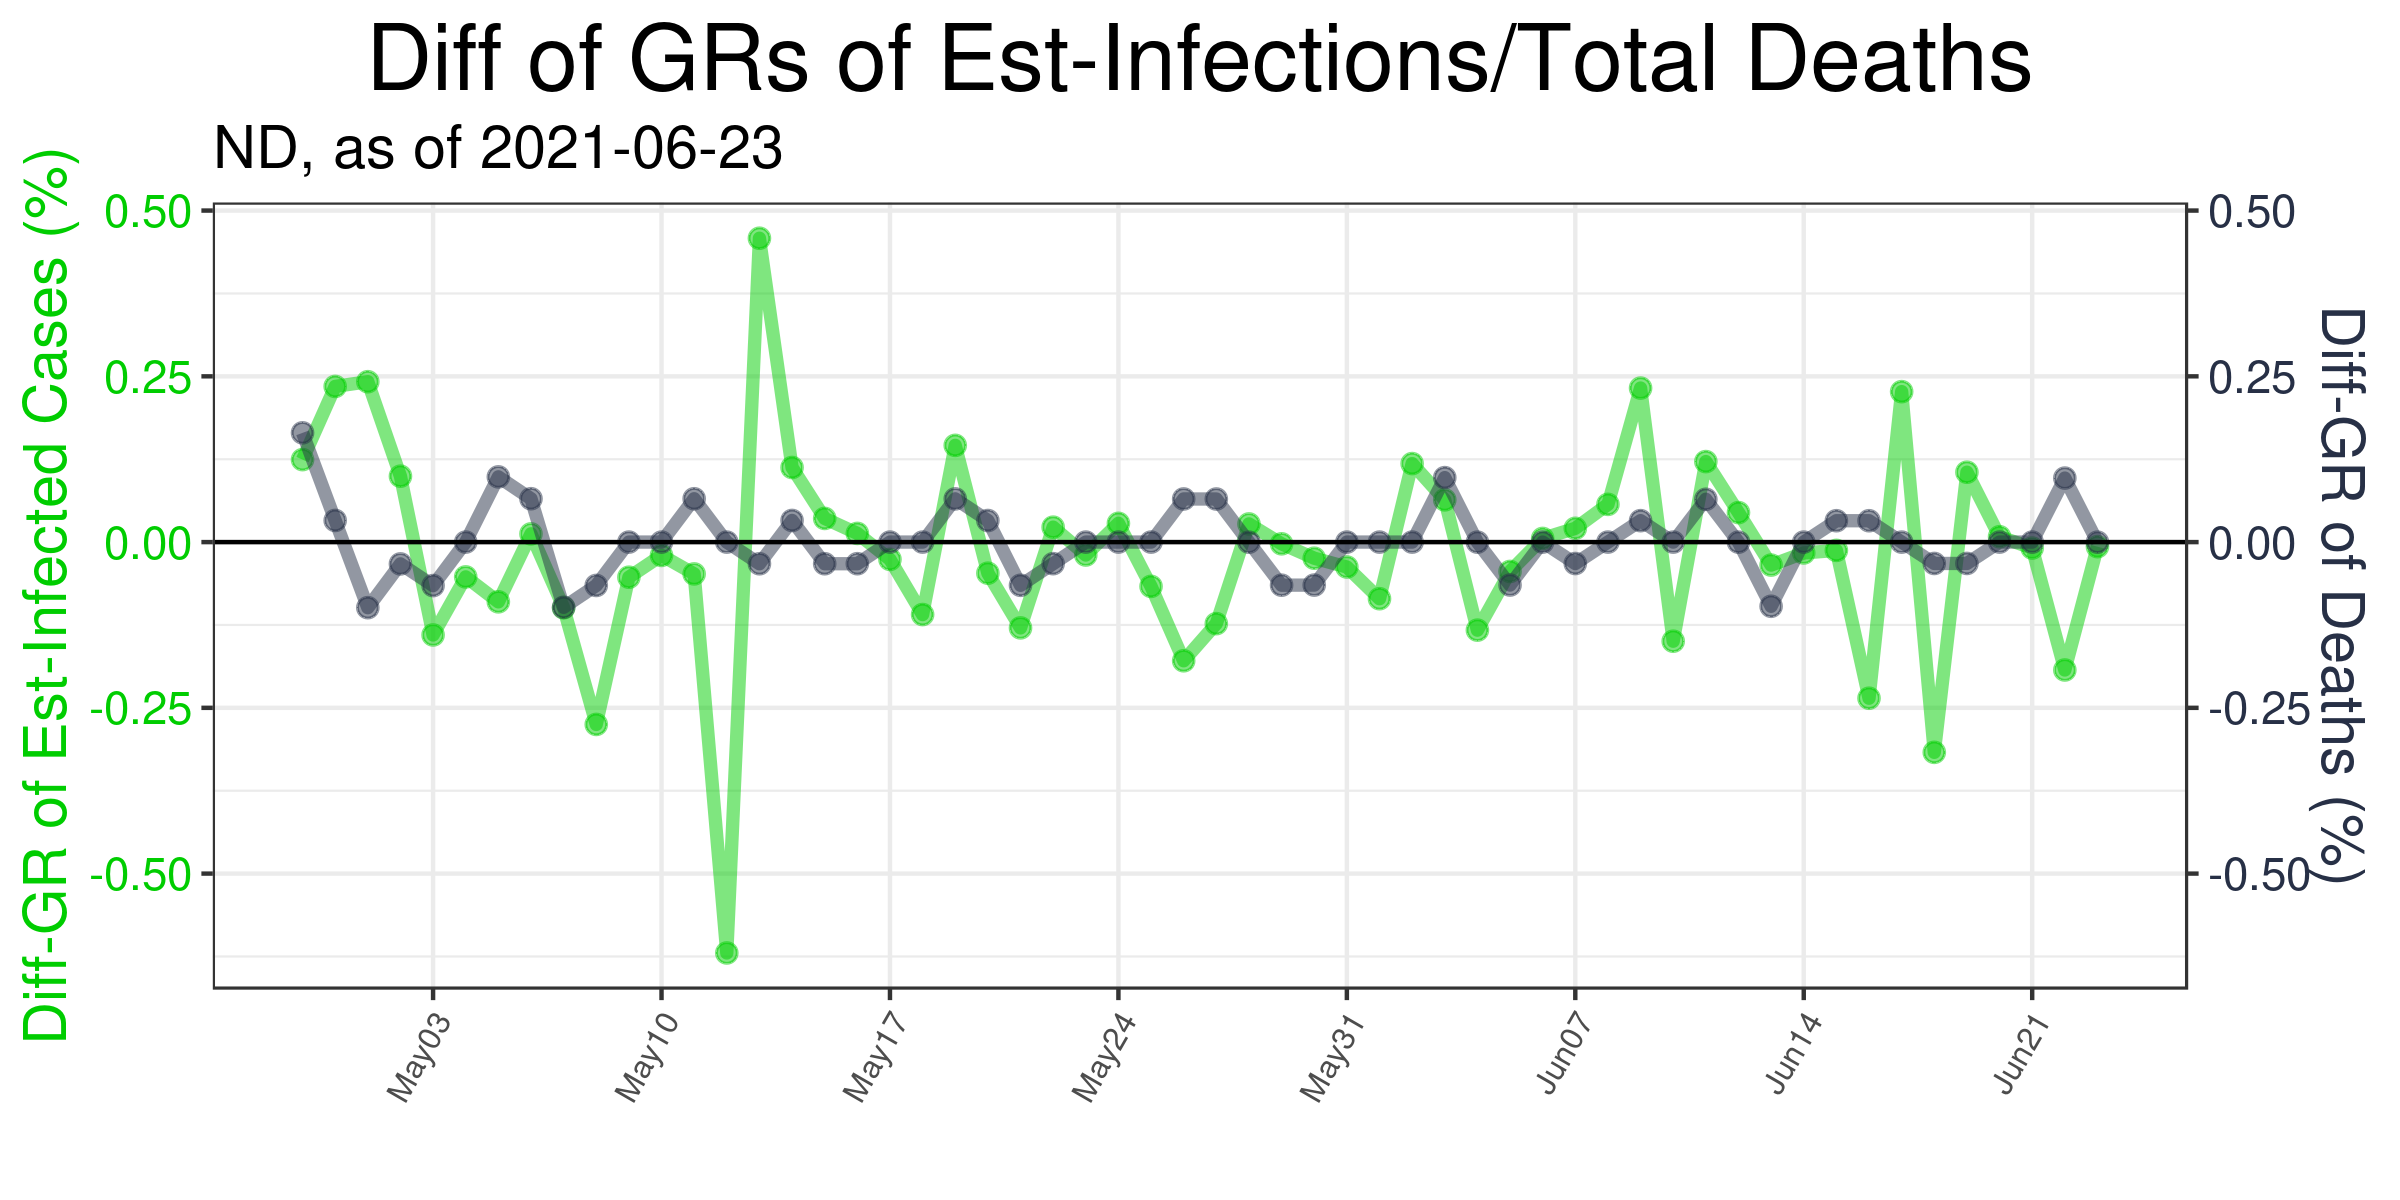 Diff of GRs of Est-Infections/Total Deaths
ND, as of 2021-06-23
Diff-GR of Est-Infected Cases (%)
0.50
0.25
0.00
-0.25
-0.50
0.50
0.25
0.00
-0.25
-0.50
Diff-GR of Deaths (%)
May03
May10
May17
May24
May31
Jun07
Jun14
Jun21